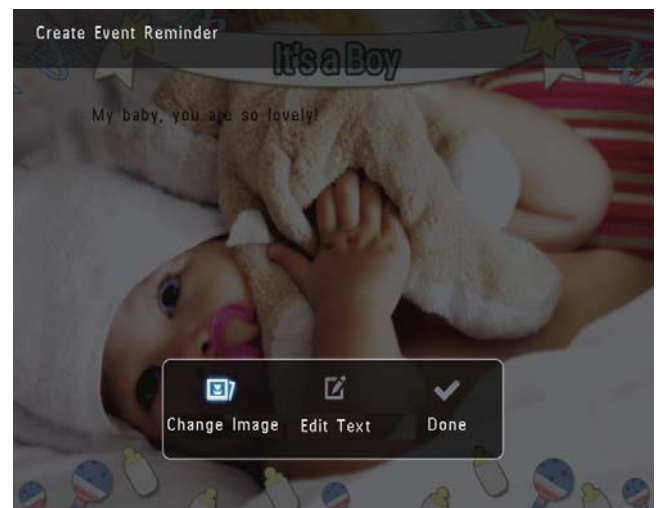 Create Event Reminder
It's a Boy
My baby, you are so lovely!
Change Image Edit Text Done